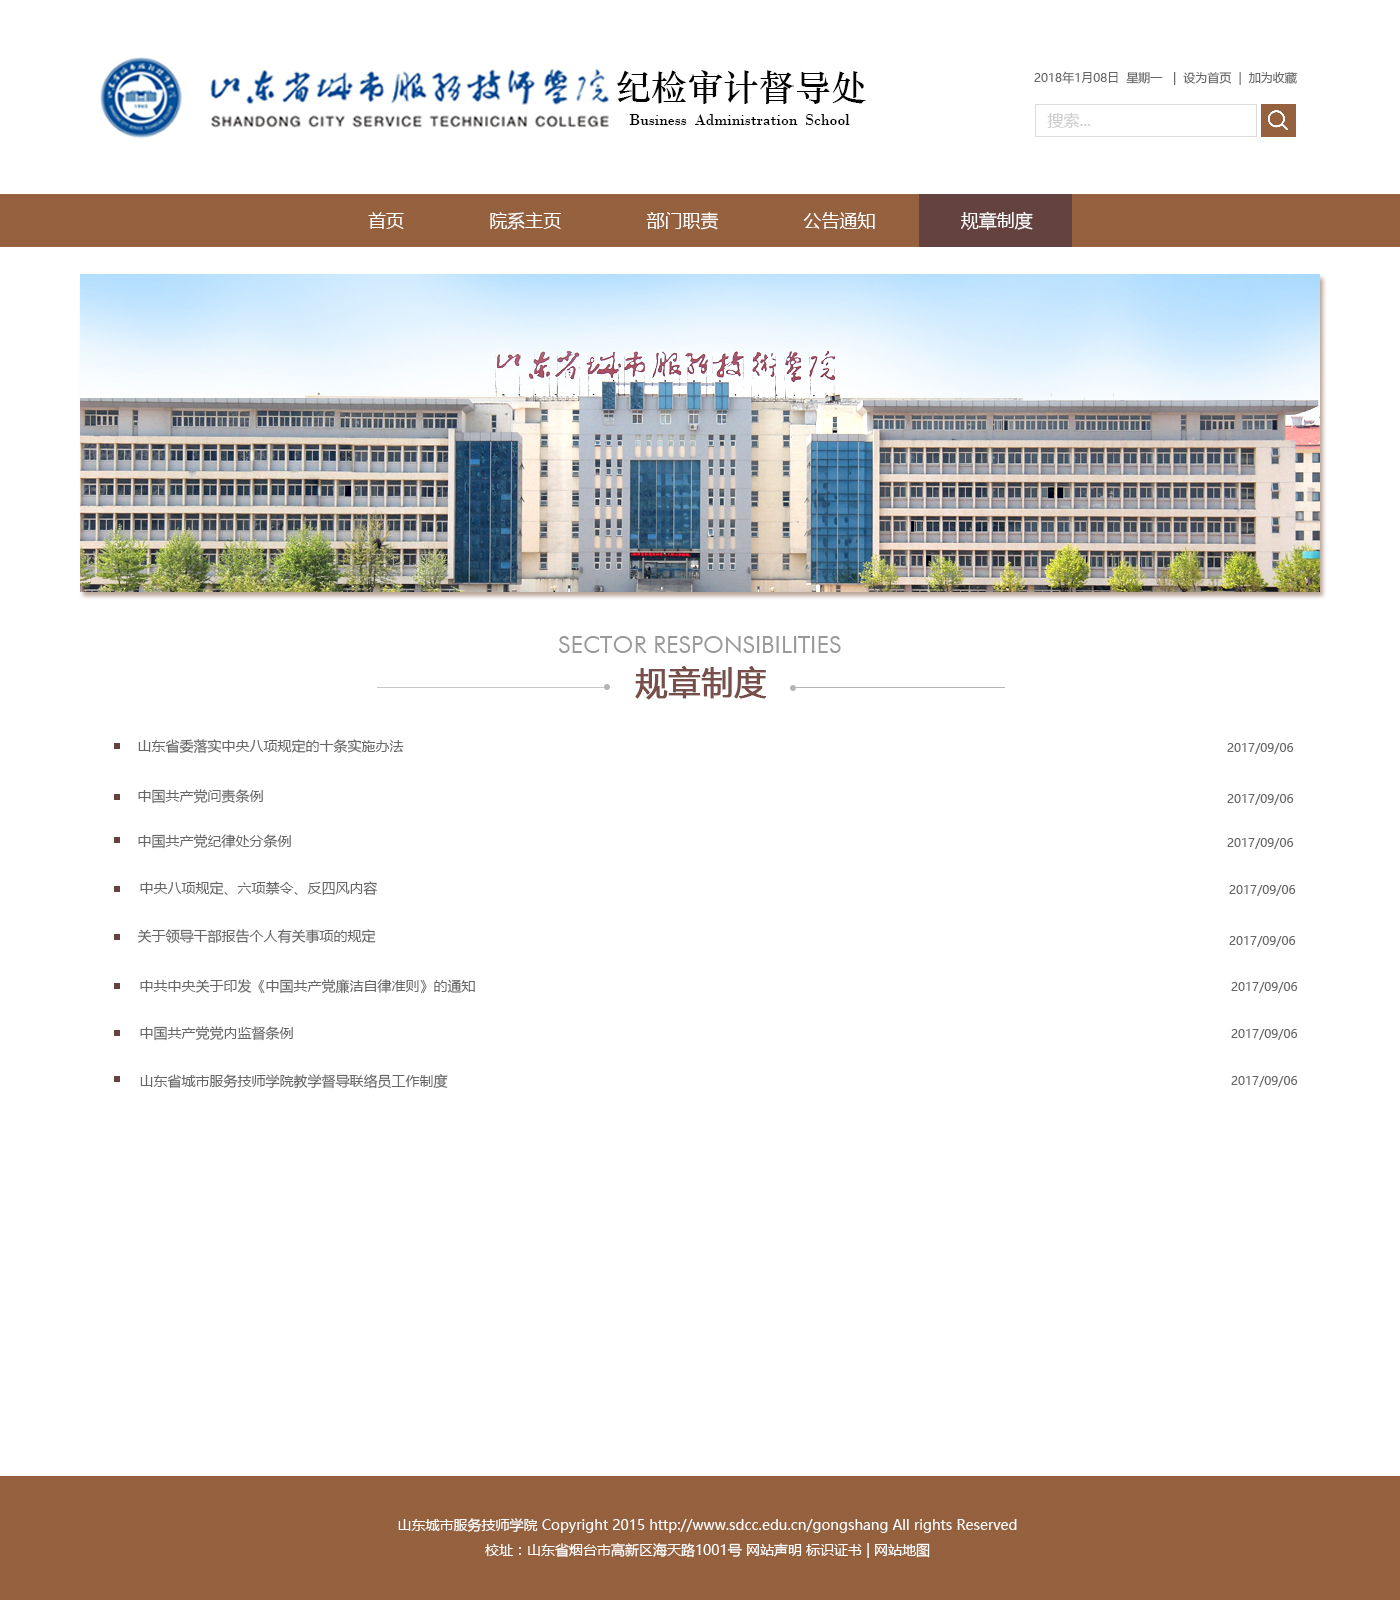 山东省城市服务技师学院 纪检审计督导处
SHANDONG CITY SERVICE TECHNICIAN COLLEGE Business Administration School
2018年1月08日 星期一 | 设为首页 | 加为收藏
搜索...
首页 院系主页 部门职责 公告通知 规章制度
山东省城市服务技术学院
SECTOR RESPONSIBILITIES
规章制度
山东省委落实中央八项规定的十条实施办法 2017/09/06
中国共产党问责条例 2017/09/06
中国共产党纪律处分条例 2017/09/06
中央八项规定、六项禁令、反四风内容 2017/09/06
关于领导干部报告个人有关事项的规定 2017/09/06
中共中央关于印发《中国共产党廉洁自律准则》的通知 2017/09/06
中国共产党党内监督条例 2017/09/06
山东省城市服务技师学院教学督导联络员工作制度 2017/09/06
山东城市服务技师学院 Copyright 2015 http://www.sdcc.edu.cn/gongshang All rights Reserved
校址：山东省烟台市高新区海天路1001号 网站声明 标识证书 | 网站地图